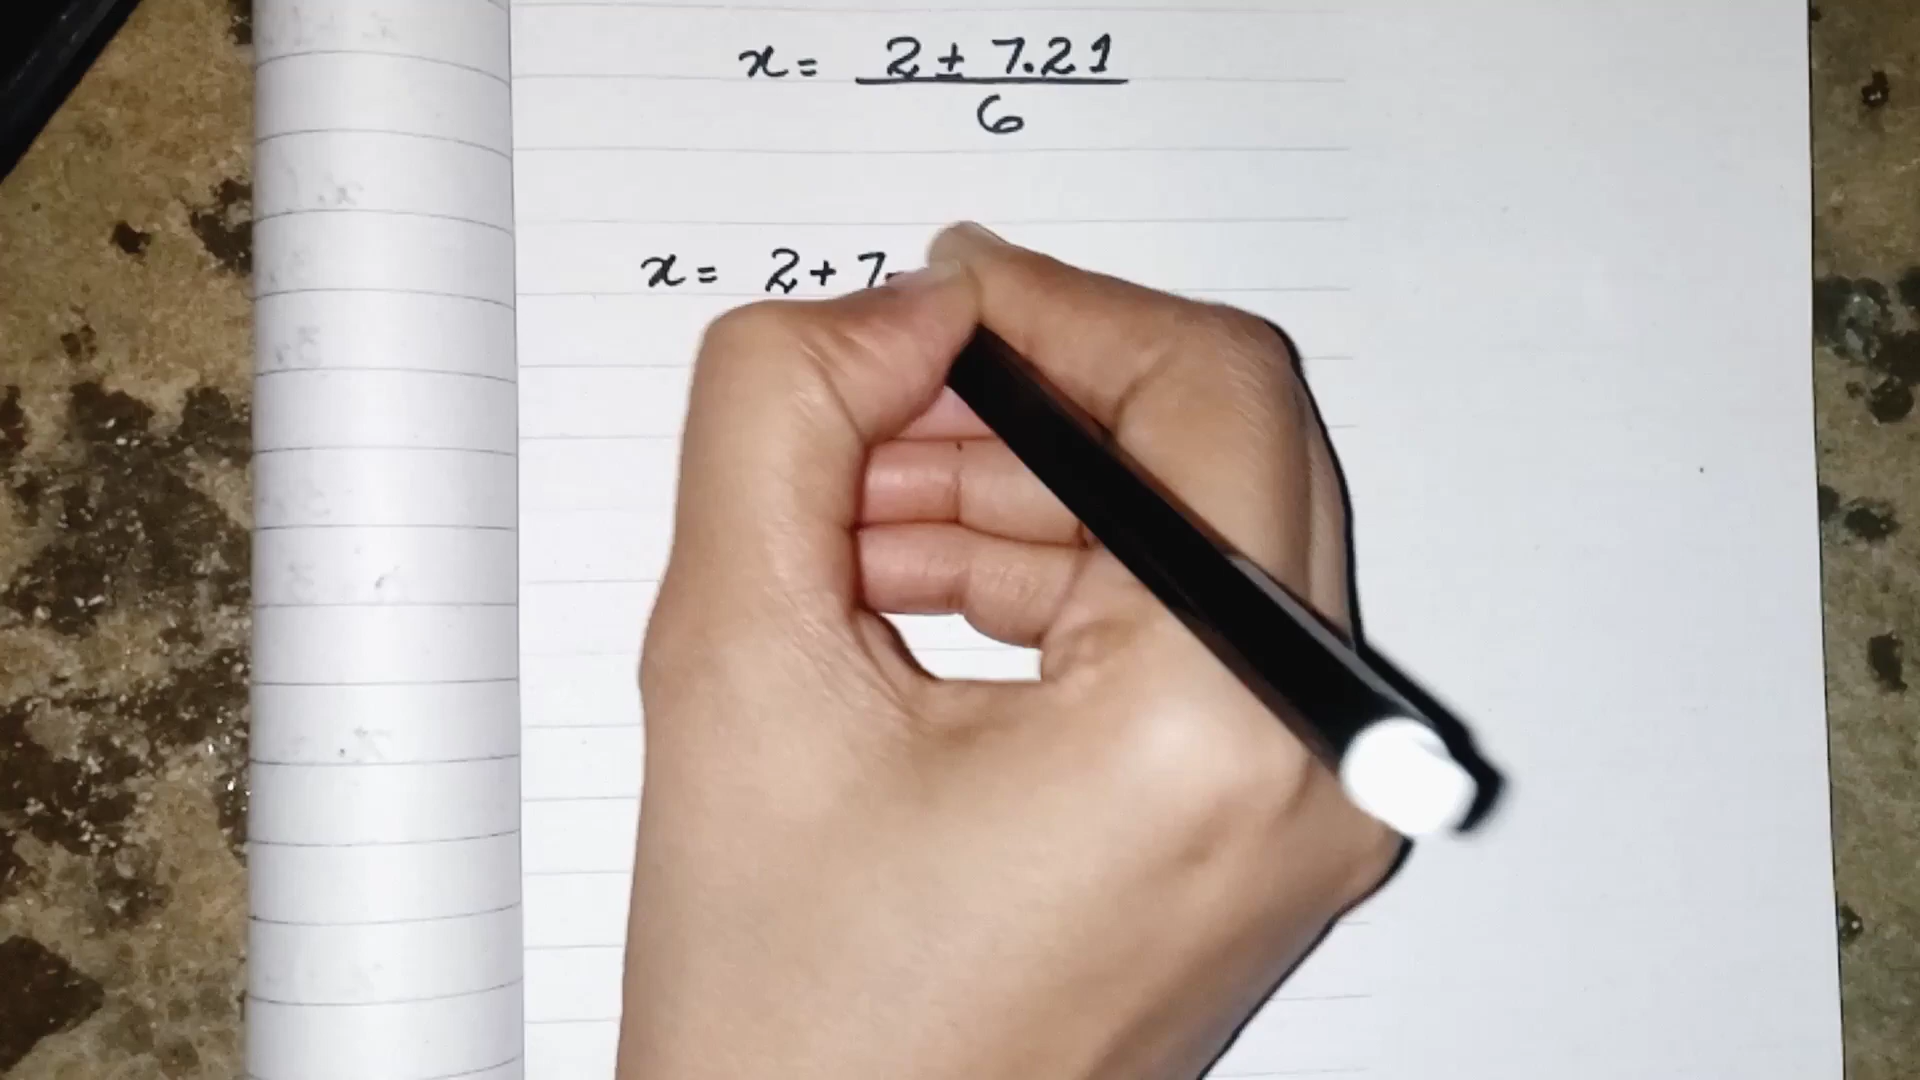 x = 2 ± 7.21
6
x = 2 + 7